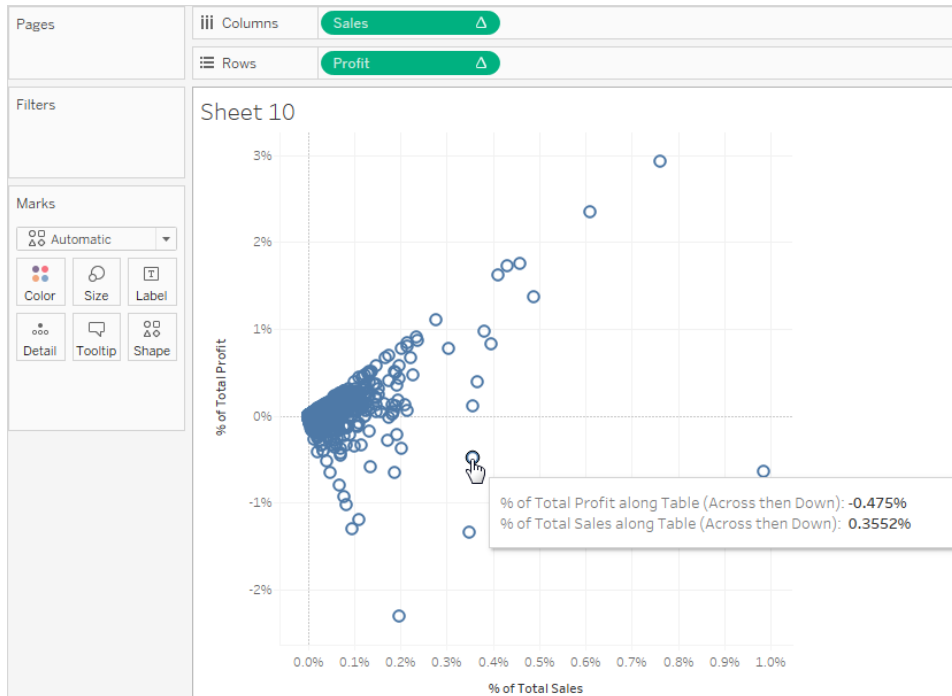 Pages
Columns
Sales Δ
Rows
Profit Δ
Filters
Sheet 10
Marks
Automatic
Color
Size
T
Label
Detail
Tooltip
Shape
% of Total Profit
3%
2%
1%
0%
-1%
-2%
% of Total Profit along Table (Across then Down): -0.475%
% of Total Sales along Table (Across then Down): 0.3552%
0.0% 0.1% 0.2% 0.3% 0.4% 0.5% 0.6% 0.7% 0.8% 0.9% 1.0%
% of Total Sales